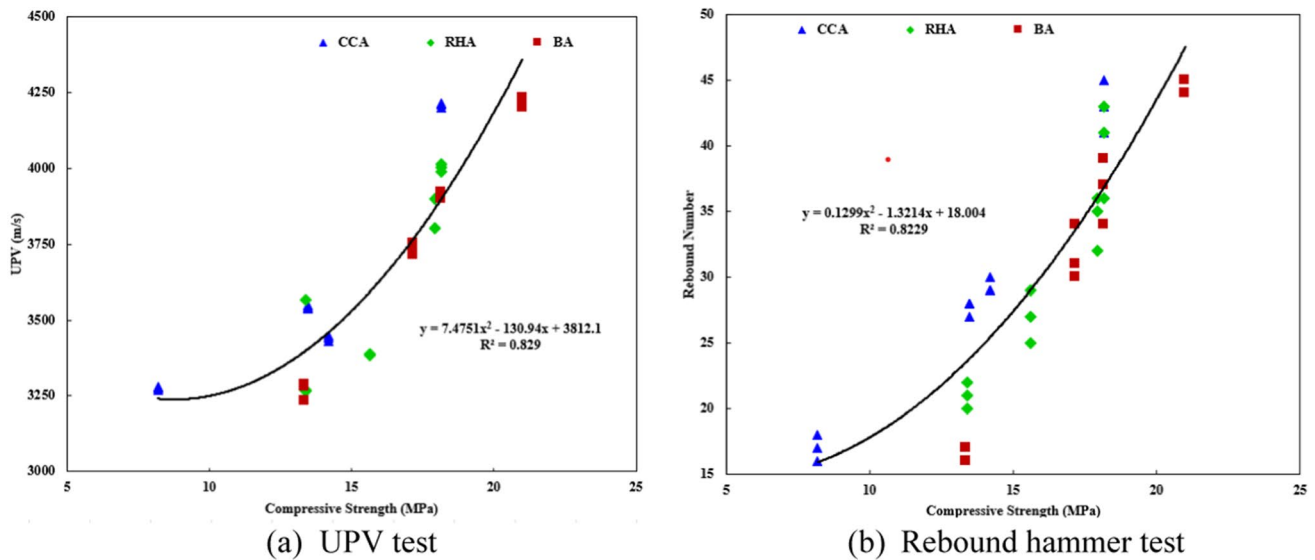 4500
4250
4000
3750
3500
3250
3000
UPV (m/s)
CCA RHA BA
y = 7.4751x² - 130.94x + 3812.1
R² = 0.829
5 10 15 20 25
Compressive Strength (MPa)
(a) UPV test
50
45
40
35
30
25
20
15
Rebound Number
CCA RHA BA
y = 0.1299x² - 1.3214x + 18.004
R² = 0.8229
5 10 15 20 25
Compressive Strength (MPa)
(b) Rebound hammer test